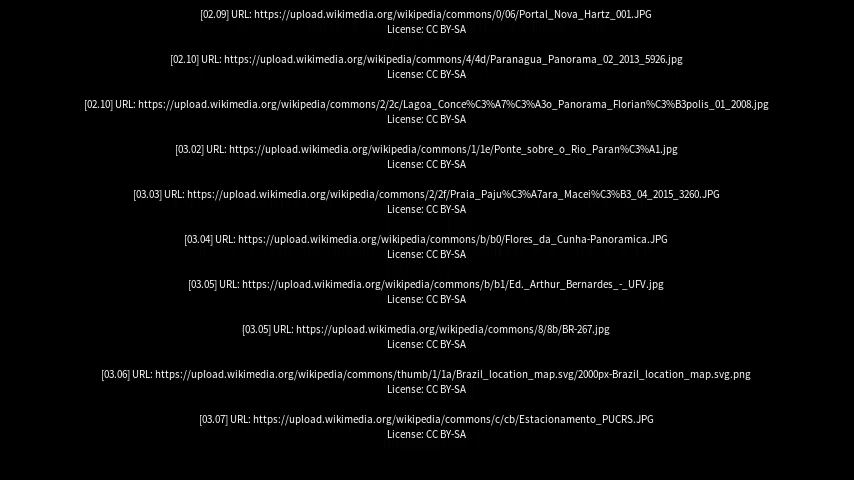 [02.09] URL: https://upload.wikimedia.org/wikipedia/commons/0/06/Portal_Nova_Hartz_001.JPG
License: CC BY-SA
[02.10] URL: https://upload.wikimedia.org/wikipedia/commons/4/4d/Paranagua_Panorama_02_2013_5926.jpg
License: CC BY-SA
[02.10] URL: https://upload.wikimedia.org/wikipedia/commons/2/2c/Lagoa_Conce%C3%A7%C3%A3o_Panorama_Florian%C3%B3polis_01_2008.jpg
License: CC BY-SA
[03.02] URL: https://upload.wikimedia.org/wikipedia/commons/1/1e/Ponte_sobre_o_Rio_Paran%C3%A1.jpg
License: CC BY-SA
[03.03] URL: https://upload.wikimedia.org/wikipedia/commons/2/2f/Praia_Paju%C3%A7ara_Macei%C3%B3_04_2015_3260.JPG
License: CC BY-SA
[03.04] URL: https://upload.wikimedia.org/wikipedia/commons/b/b0/Flores_da_Cunha-Panoramica.JPG
License: CC BY-SA
[03.05] URL: https://upload.wikimedia.org/wikipedia/commons/b/b1/Ed._Arthur_Bernardes_-_UFV.jpg
License: CC BY-SA
[03.05] URL: https://upload.wikimedia.org/wikipedia/commons/8/8b/BR-267.jpg
License: CC BY-SA
[03.06] URL: https://upload.wikimedia.org/wikipedia/commons/thumb/1/1a/Brazil_location_map.svg/2000px-Brazil_location_map.svg.png
License: CC BY-SA
[03.07] URL: https://upload.wikimedia.org/wikipedia/commons/c/cb/Estacionamento_PUCRS.JPG
License: CC BY-SA